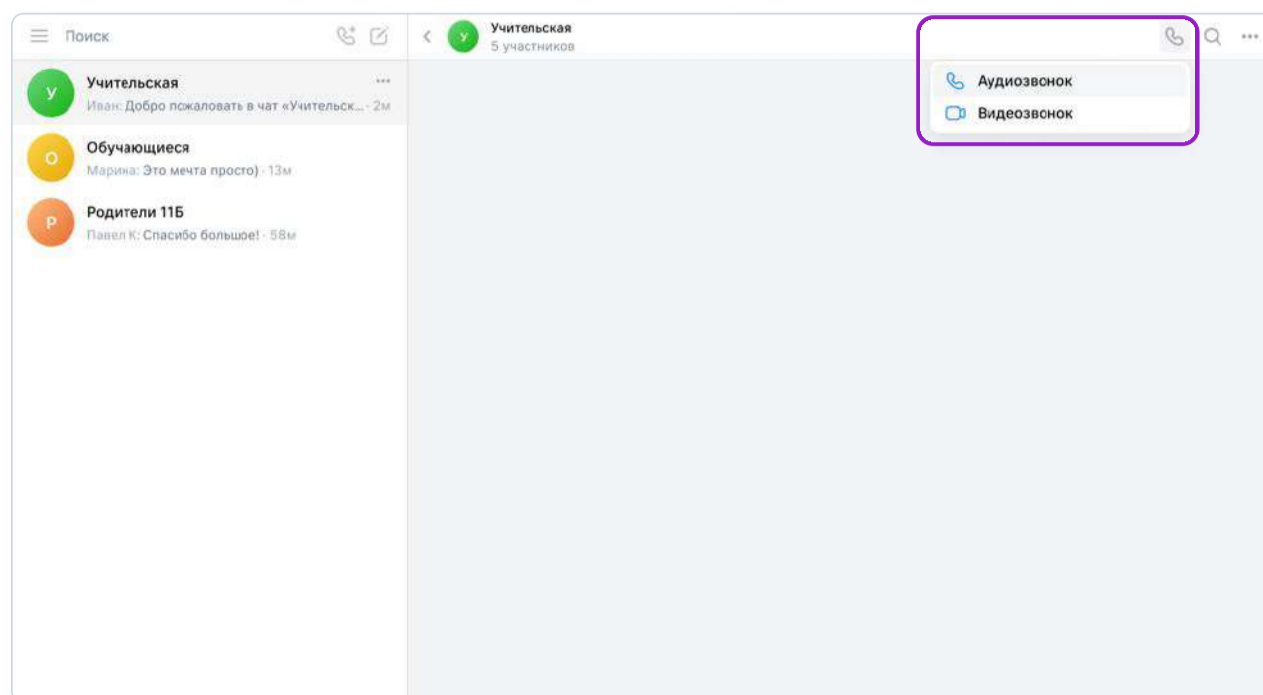 Поиск
У
Учительская
Иван: Добро пожаловать в чат «Учительск... · 2м
О
Обучающиеся
Марина: Это мечта просто) · 13м
Р
Родители 11Б
Павел К: Спасибо большое! · 58м
У
Учительская
5 участников
Аудиозвонок
Видеозвонок